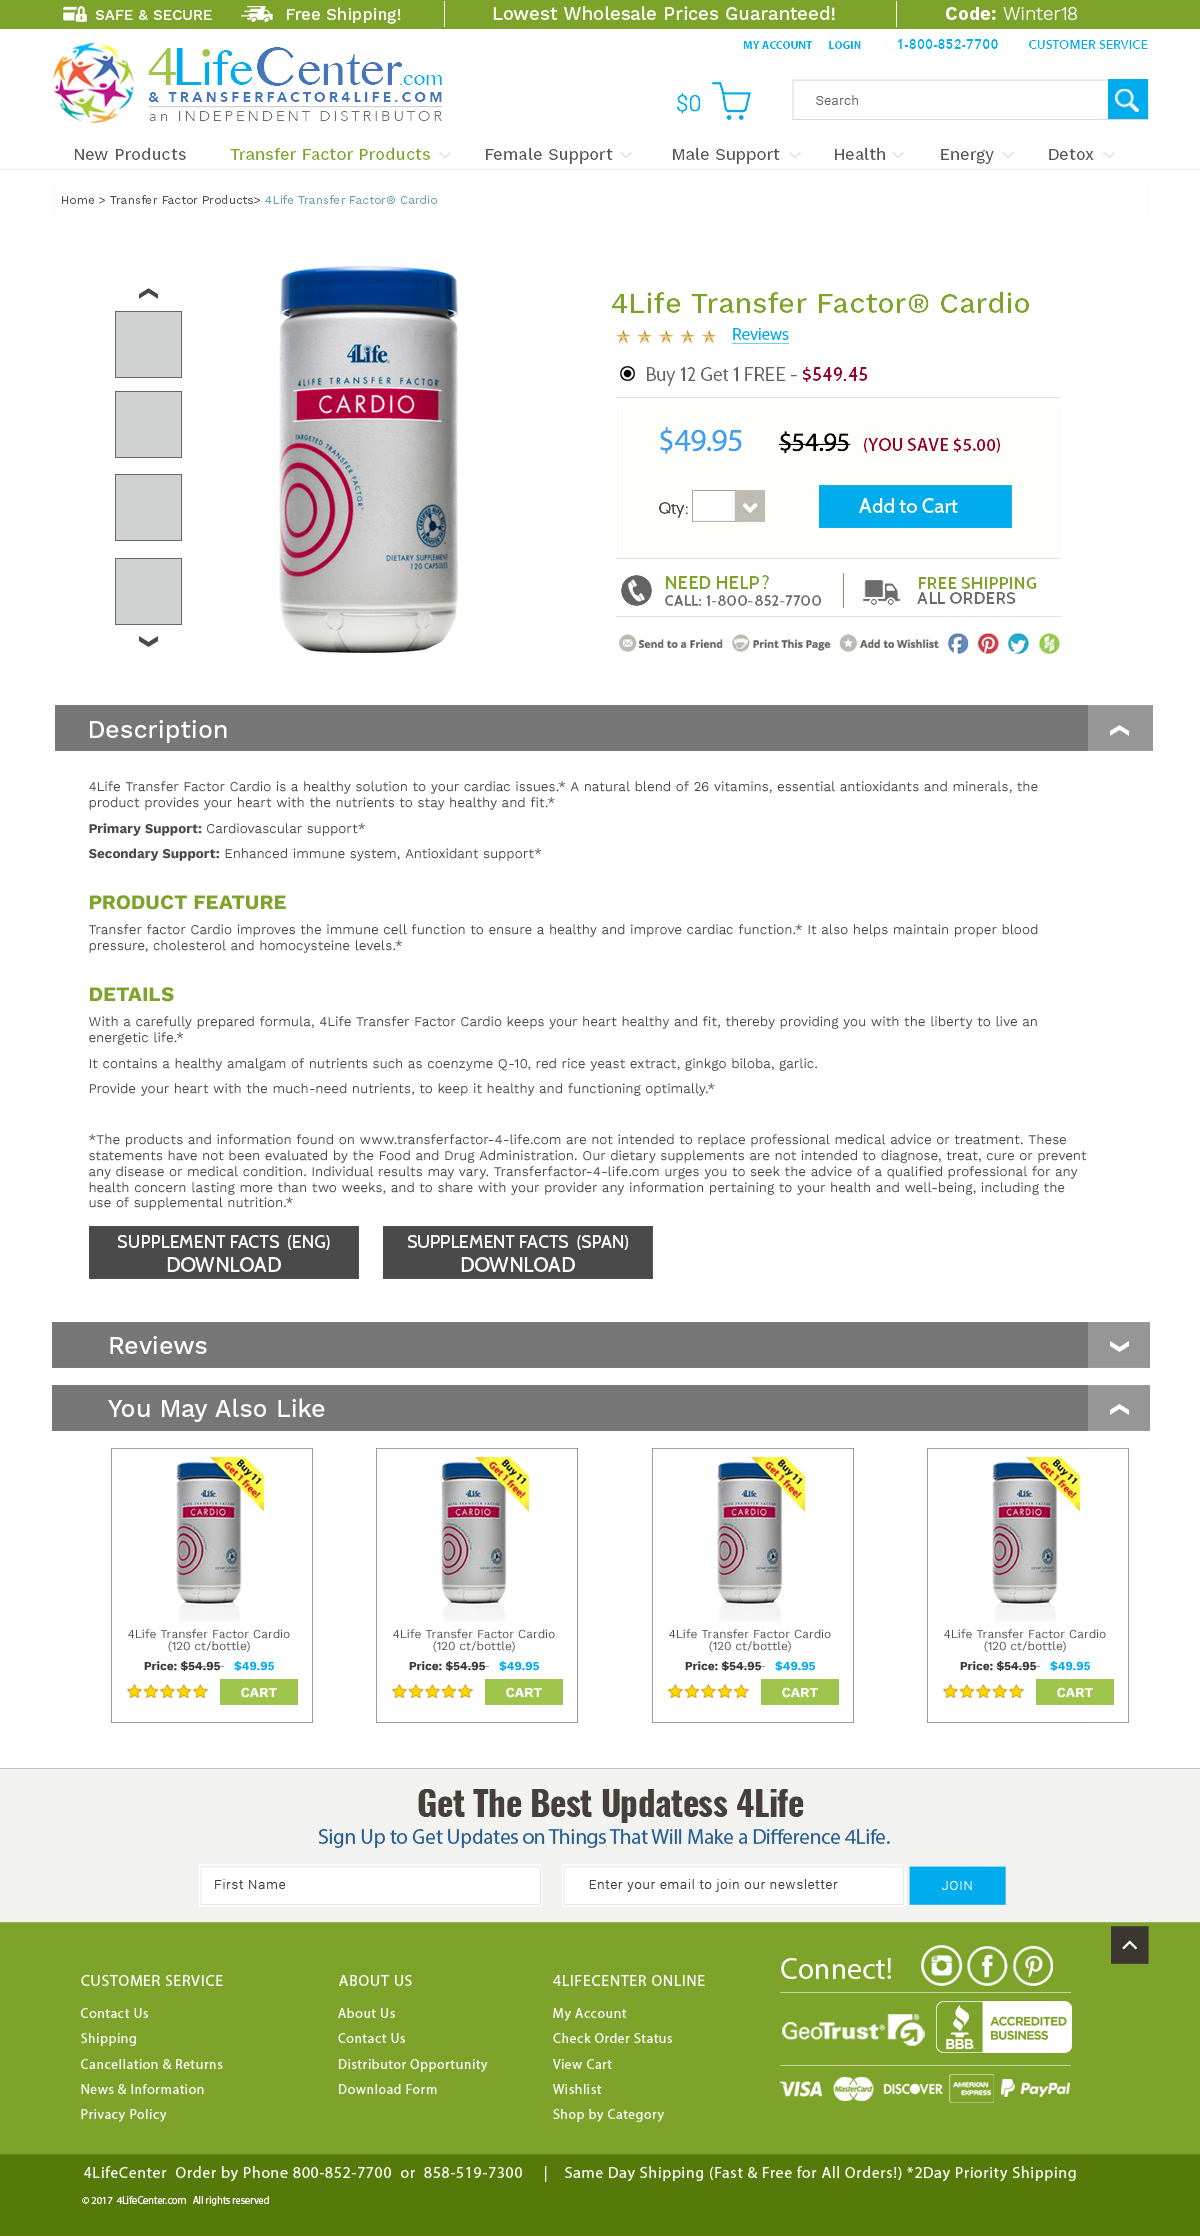 SAFE & SECURE Free Shipping! Lowest Wholesale Prices Guaranteed! Code: Winter18
MY ACCOUNT LOGIN 1-800-852-7700 CUSTOMER SERVICE
4LifeCenter.com
& TRANSFERFACTOR4LIFE.COM
an INDEPENDENT DISTRIBUTOR
$0
Search
New Products Transfer Factor Products Female Support Male Support Health Energy Detox
Home > Transfer Factor Products> 4Life Transfer Factor® Cardio
4Life
4LIFE TRANSFER FACTOR
CARDIO
TARGETED TRANSFER FACTOR
DIETARY SUPPLEMENT
120 CAPSULES
4Life Transfer Factor® Cardio
Reviews
Buy 12 Get 1 FREE - $549.45
$49.95 $54.95 (YOU SAVE $5.00)
Qty: Add to Cart
NEED HELP?
CALL: 1-800-852-7700
FREE SHIPPING
ALL ORDERS
Send to a Friend Print This Page Add to Wishlist
Description
4Life Transfer Factor Cardio is a healthy solution to your cardiac issues.* A natural blend of 26 vitamins, essential antioxidants and minerals, the
product provides your heart with the nutrients to stay healthy and fit.*
Primary Support: Cardiovascular support*
Secondary Support: Enhanced immune system, Antioxidant support*
PRODUCT FEATURE
Transfer factor Cardio improves the immune cell function to ensure a healthy and improve cardiac function.* It also helps maintain proper blood
pressure, cholesterol and homocysteine levels.*
DETAILS
With a carefully prepared formula, 4Life Transfer Factor Cardio keeps your heart healthy and fit, thereby providing you with the liberty to live an
energetic life.*
It contains a healthy amalgam of nutrients such as coenzyme Q-10, red rice yeast extract, ginkgo biloba, garlic.
Provide your heart with the much-need nutrients, to keep it healthy and functioning optimally.*
*The products and information found on www.transferfactor-4-life.com are not intended to replace professional medical advice or treatment. These
statements have not been evaluated by the Food and Drug Administration. Our dietary supplements are not intended to diagnose, treat, cure or prevent
any disease or medical condition. Individual results may vary. Transferfactor-4-life.com urges you to seek the advice of a qualified professional for any
health concern lasting more than two weeks, and to share with your provider any information pertaining to your health and well-being, including the
use of supplemental nutrition.*
SUPPLEMENT FACTS (ENG)
DOWNLOAD
SUPPLEMENT FACTS (SPAN)
DOWNLOAD
Reviews
You May Also Like
Buy 11
Get 1 free!
4Life
4LIFE TRANSFER FACTOR
CARDIO
4Life Transfer Factor Cardio
(120 ct/bottle)
Price: $54.95 $49.95
CART
Buy 11
Get 1 free!
4Life
4LIFE TRANSFER FACTOR
CARDIO
4Life Transfer Factor Cardio
(120 ct/bottle)
Price: $54.95 $49.95
CART
Buy 11
Get 1 free!
4Life
4LIFE TRANSFER FACTOR
CARDIO
4Life Transfer Factor Cardio
(120 ct/bottle)
Price: $54.95 $49.95
CART
Buy 11
Get 1 free!
4Life
4LIFE TRANSFER FACTOR
CARDIO
4Life Transfer Factor Cardio
(120 ct/bottle)
Price: $54.95 $49.95
CART
Get The Best Updatess 4Life
Sign Up to Get Updates on Things That Will Make a Difference 4Life.
First Name Enter your email to join our newsletter JOIN
CUSTOMER SERVICE
Contact Us
Shipping
Cancellation & Returns
News & Information
Privacy Policy
ABOUT US
About Us
Contact Us
Distributor Opportunity
Download Form
4LIFECENTER ONLINE
My Account
Check Order Status
View Cart
Wishlist
Shop by Category
Connect!
GeoTrust®
BBB
ACCREDITED
BUSINESS
VISA MasterCard DISCOVER AMERICAN EXPRESS PayPal
4LifeCenter Order by Phone 800-852-7700 or 858-519-7300 | Same Day Shipping (Fast & Free for All Orders!) *2Day Priority Shipping
© 2017 4LifeCenter.com All rights reserved